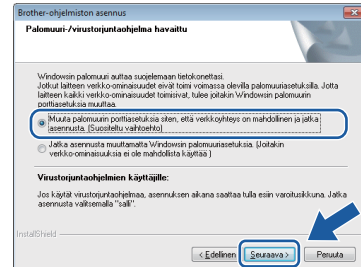 Brother-ohjelmiston asennus
Palomuuri-/virustorjuntaohjelma havaittu
Windowsin palomuuri auttaa suojelemaan tietokonettasi.
Jotkut laitteen verkko-ominaisuudet eivät toimi voimassa olevilla palomuuriasetuksilla. Jotta
laitteen kaikki verkko-ominaisuudet toimisivat, tulee joitakin Windowsin palomuurin
porttiasetuksia muuttaa.
Muuta palomuurin porttiasetuksia siten, että verkkoyhteys on mahdollinen ja jatka
asennusta. (Suositeltu vaihtoehto)
Jatka asennusta muuttamatta Windowsin palomuuriasetuksia. (Joitakin
verkko-ominaisuuksia ei ole mahdollista käyttää )
Virustorjuntaohjelmien käyttäjille:
Jos käytät virustorjuntaohjelmaa, asennuksen aikana saattaa tulla esiin varoitusikkuna. Jatka
asennusta valitsemalla "salli".
InstallShield
< Edellinen
Seuraava >
Peruuta